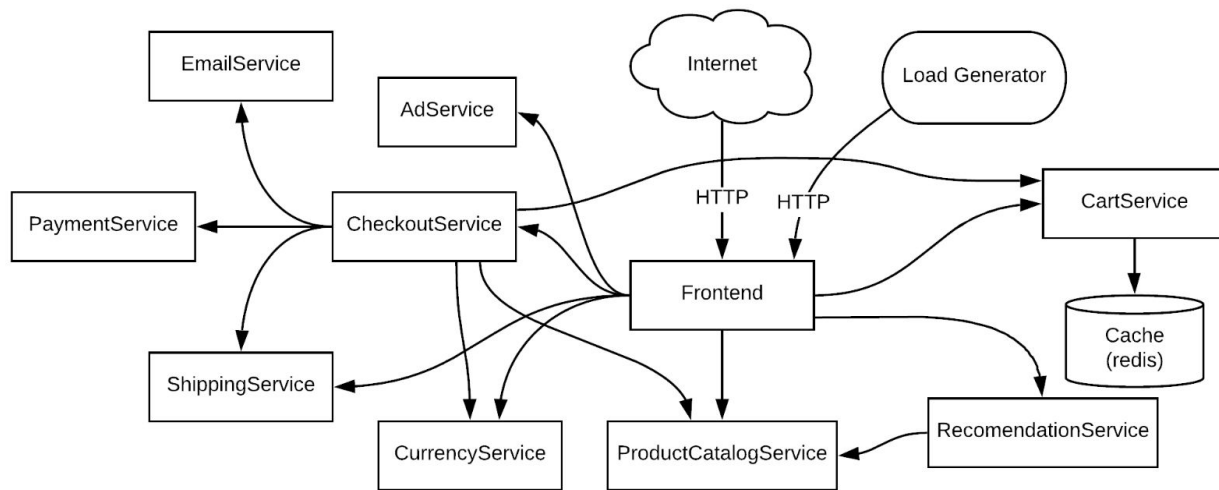 EmailService
Internet
Load Generator
AdService
HTTP
HTTP
PaymentService
CheckoutService
CartService
Frontend
Cache
(redis)
ShippingService
CurrencyService
ProductCatalogService
RecomendationService